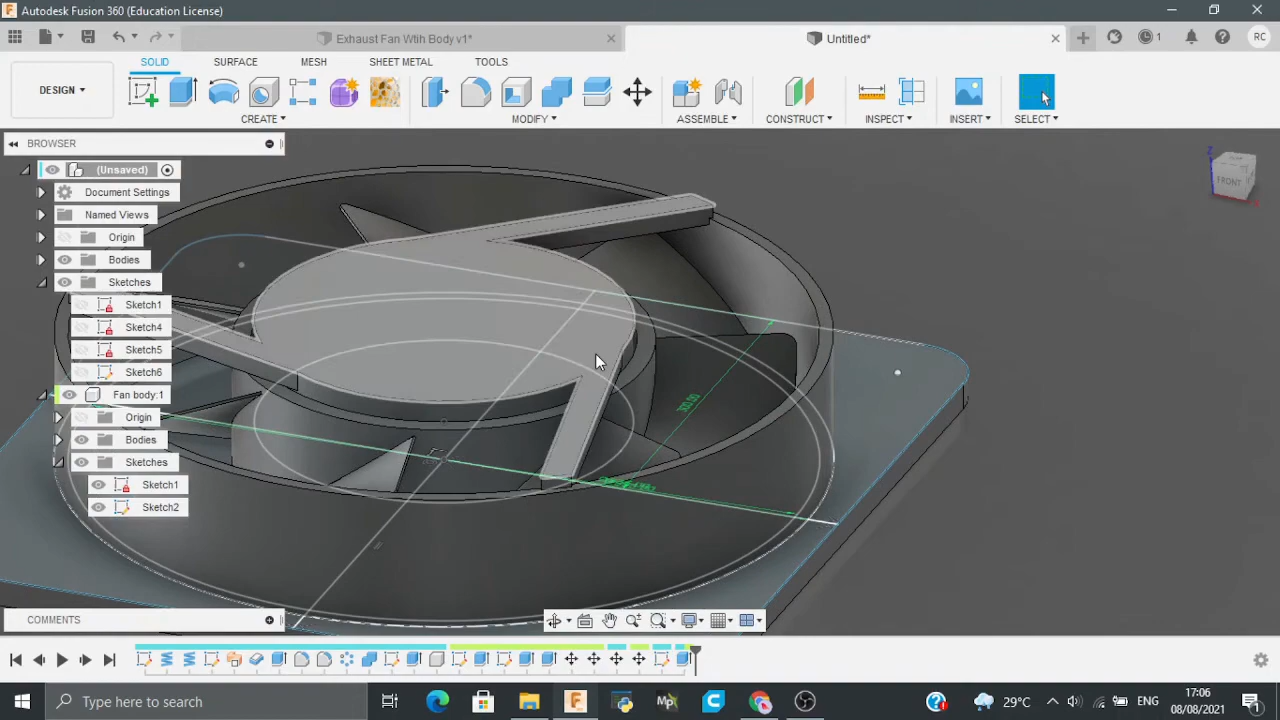 Autodesk Fusion 360 (Education License)
Exhaust Fan Wtih Body v1*
Untitled*
1
RC
SOLID
SURFACE
MESH
SHEET METAL
TOOLS
DESIGN
CREATE
MODIFY
ASSEMBLE
CONSTRUCT
INSPECT
INSERT
SELECT
BROWSER
(Unsaved)
Document Settings
Named Views
Origin
Bodies
Sketches
Sketch1
Sketch4
Sketch5
Sketch6
Fan body:1
Origin
Bodies
Sketches
Sketch1
Sketch2
Z
FRONT
X
COMMENTS
Type here to search
29°C
ENG
17:06
08/08/2021